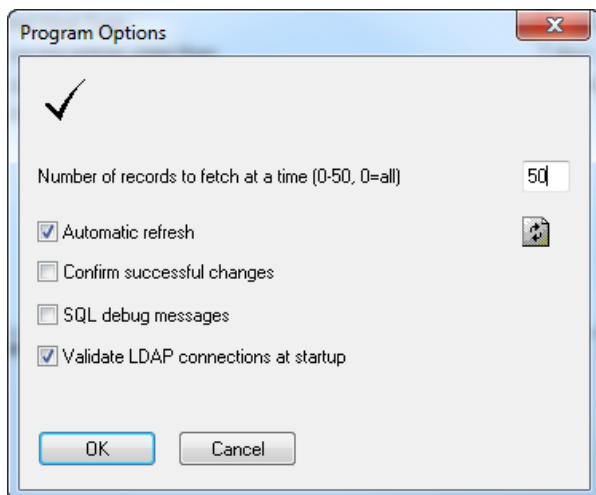 Program Options
Number of records to fetch at a time (0-50, 0=all) 50
Automatic refresh
Confirm successful changes
SQL debug messages
Validate LDAP connections at startup
OK Cancel